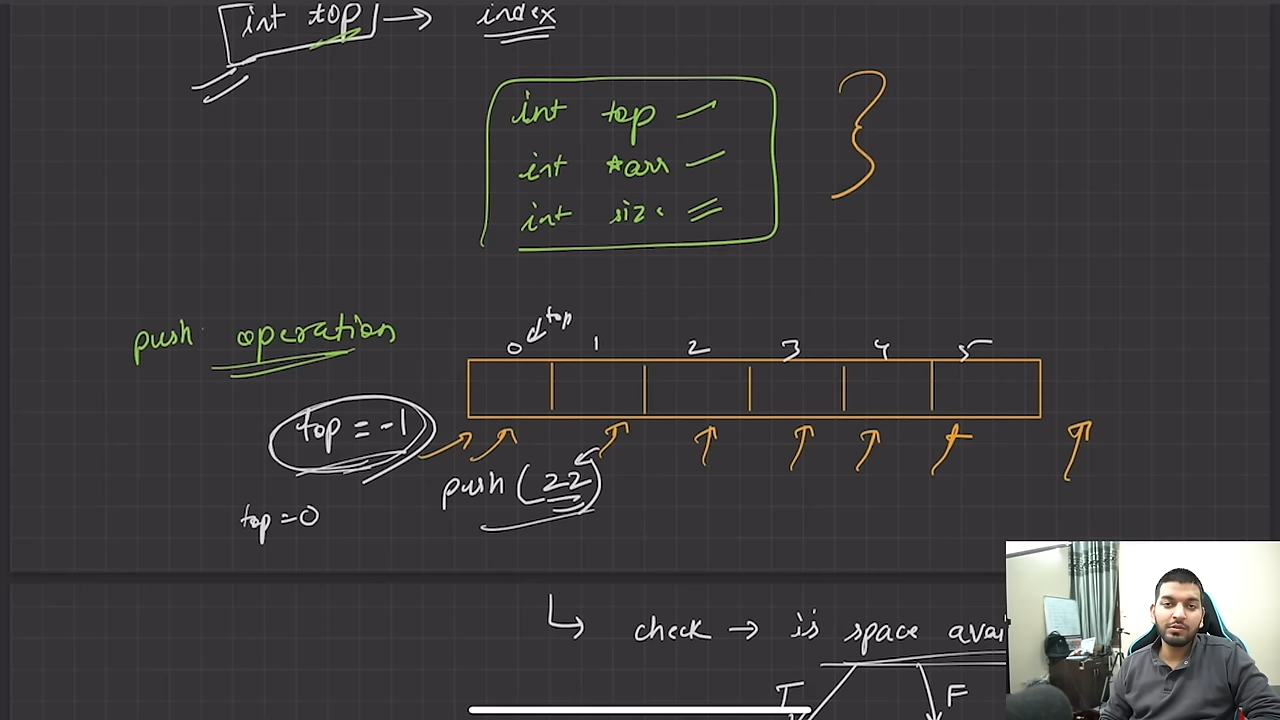 int top → index
int top
int *arr
int size
push operation
top
0 1 2 3 4 5
top = -1
push (22)
top = 0
↳ check → is space avai
T F